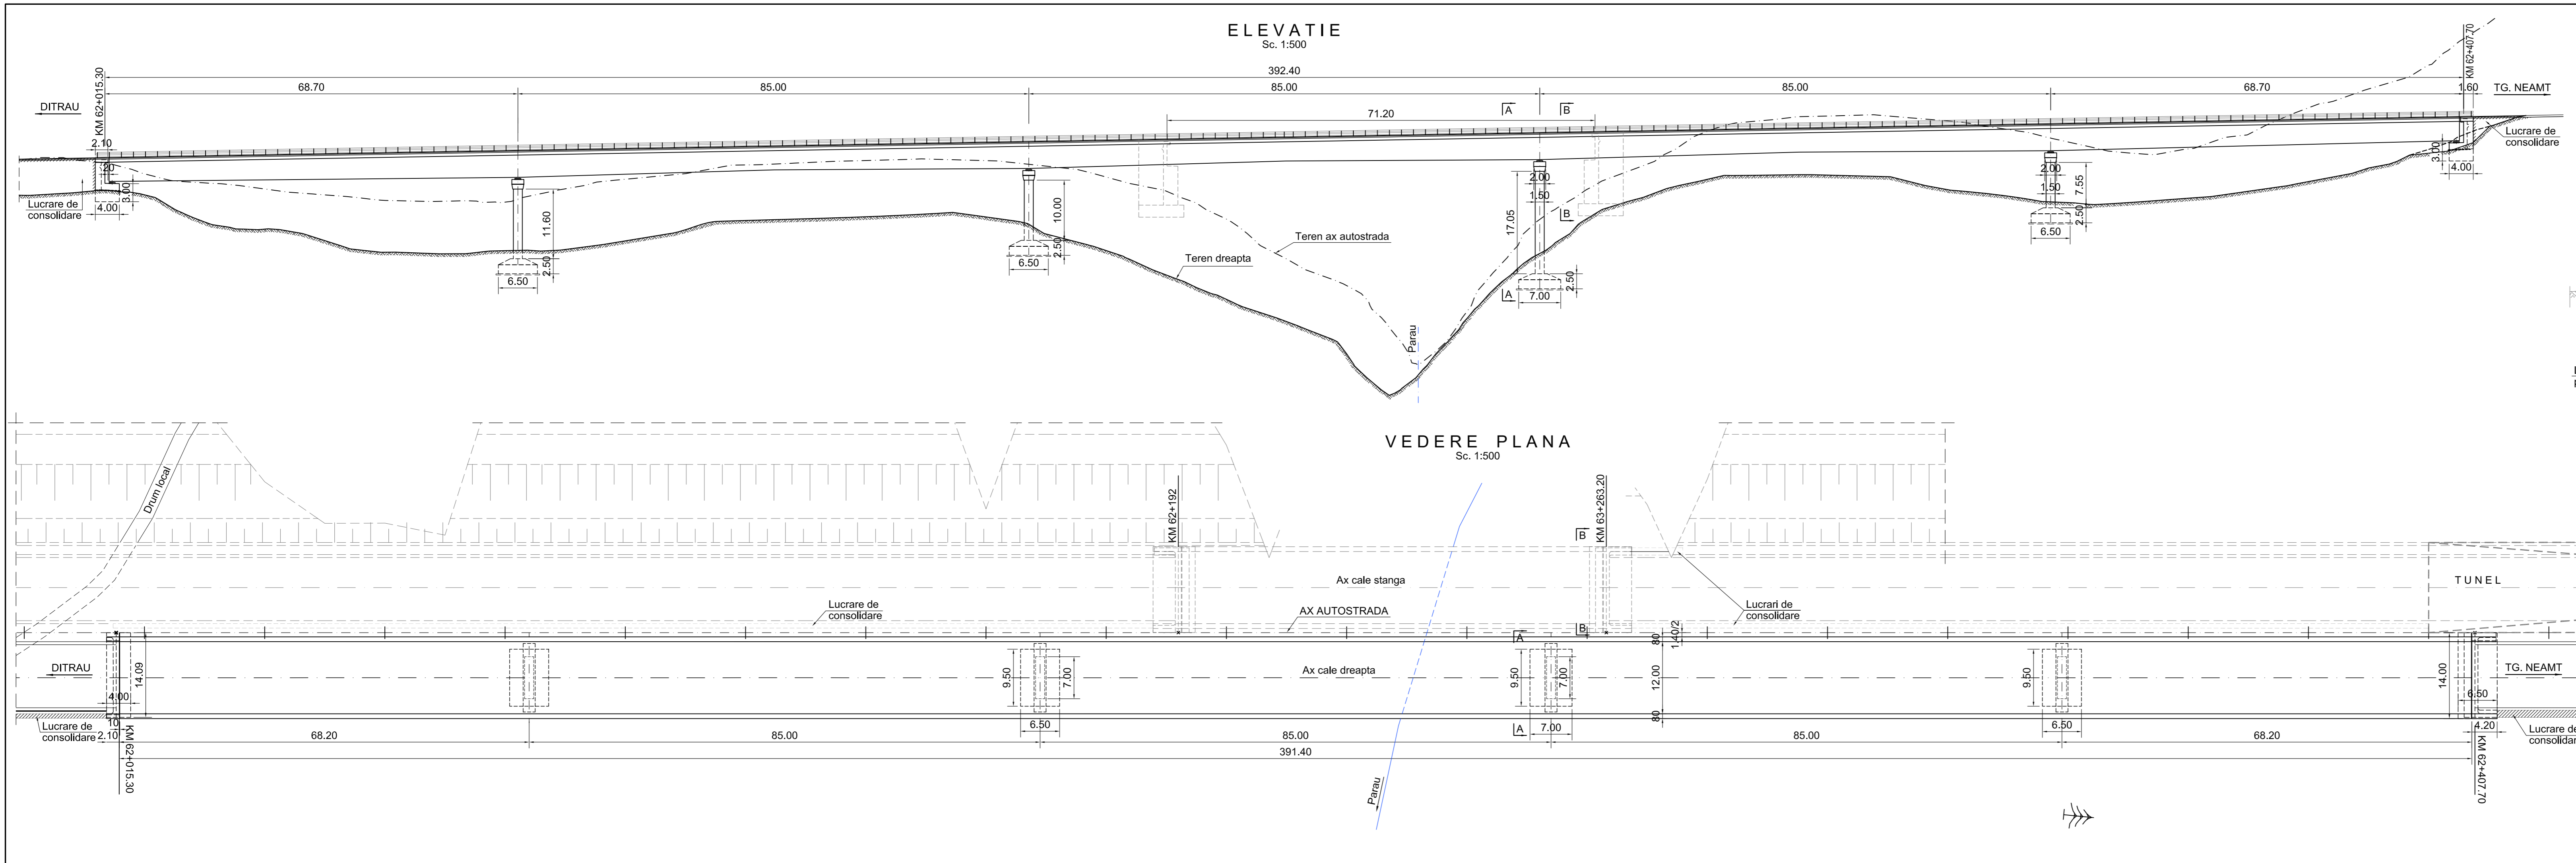 ELEVATIE
Sc. 1:500
392.40
68.70
85.00
85.00
85.00
68.70
1.60
KM 62+015.30
KM 62+407.70
DITRAU
TG. NEAMT
71.20
A
B
2.10
20
3.00
4.00
Lucrare de
consolidare
11.60
2.50
6.50
10.00
2.50
6.50
2.00
1.50
17.05
B
A
2.50
7.00
2.00
1.50
7.55
2.50
6.50
3.00
4.00
Lucrare de
consolidare
Teren ax autostrada
Teren dreapta
Parau
VEDERE PLANA
Sc. 1:500
Drum local
KM 62+192
KM 63+263.20
B
Ax cale stanga
TUNEL
Lucrare de
consolidare
AX AUTOSTRADA
Lucrari de
consolidare
B
A
80
1.40/2
DITRAU
14.09
4.00
10
9.50
7.00
Ax cale dreapta
9.50
7.00
12.00
9.50
14.00
TG. NEAMT
6.50
80
Lucrare de
consolidare
2.10
KM 62+015.30
68.20
85.00
6.50
85.00
A
7.00
85.00
6.50
68.20
4.20
KM 62+407.70
391.40
Parau